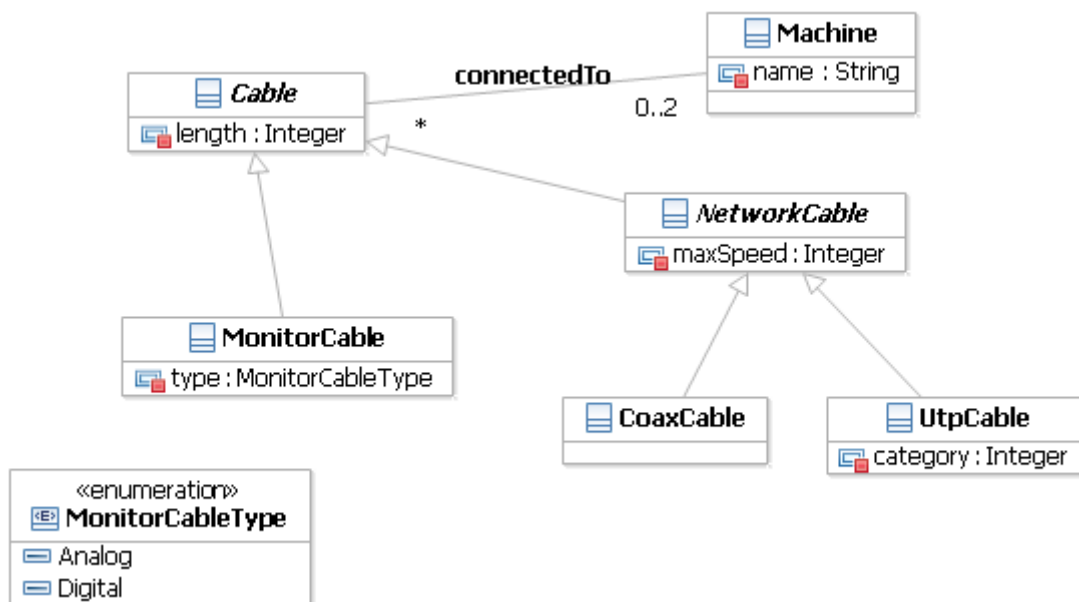 Machine
name : String
connectedTo
0..2
*
Cable
length : Integer
NetworkCable
maxSpeed : Integer
MonitorCable
type : MonitorCableType
CoaxCable
UtpCable
category : Integer
«enumeration»
<E> MonitorCableType
Analog
Digital